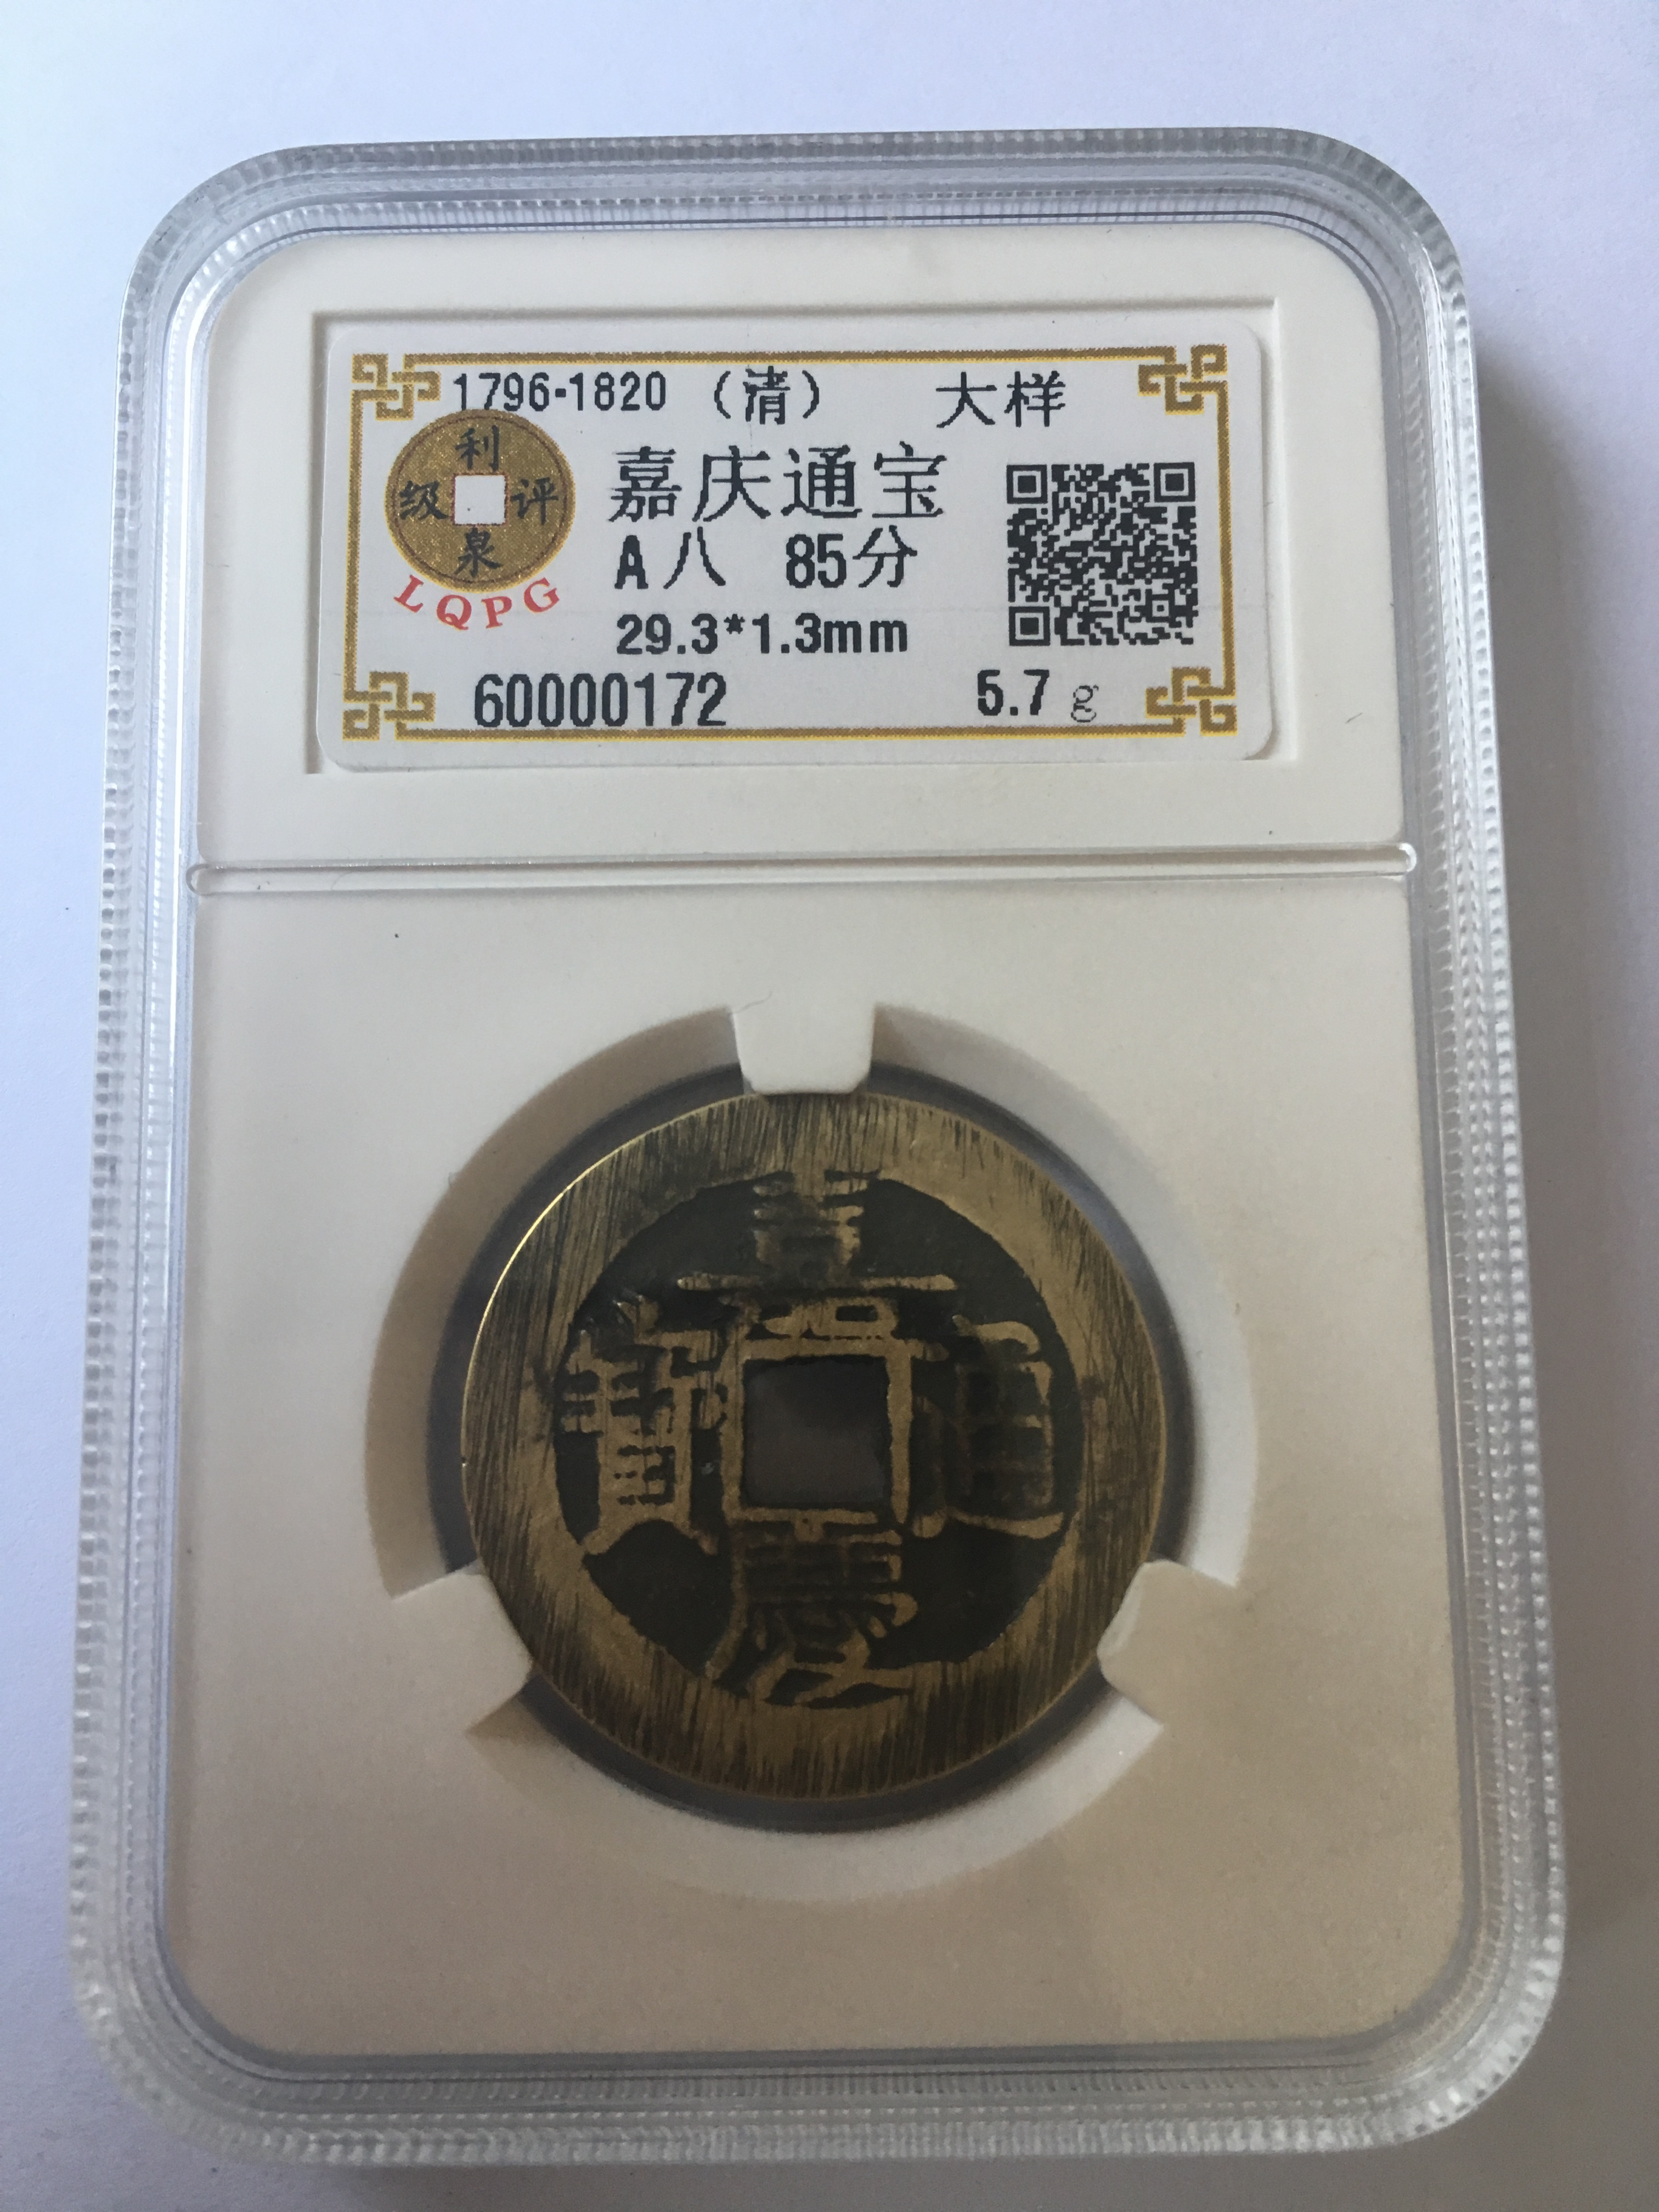 1796-1820 (清) 大样
利
级 评
泉
LQPG
嘉庆通宝
A八 85分
29.3*1.3mm
60000172 5.7 g
嘉
寶 通
慶